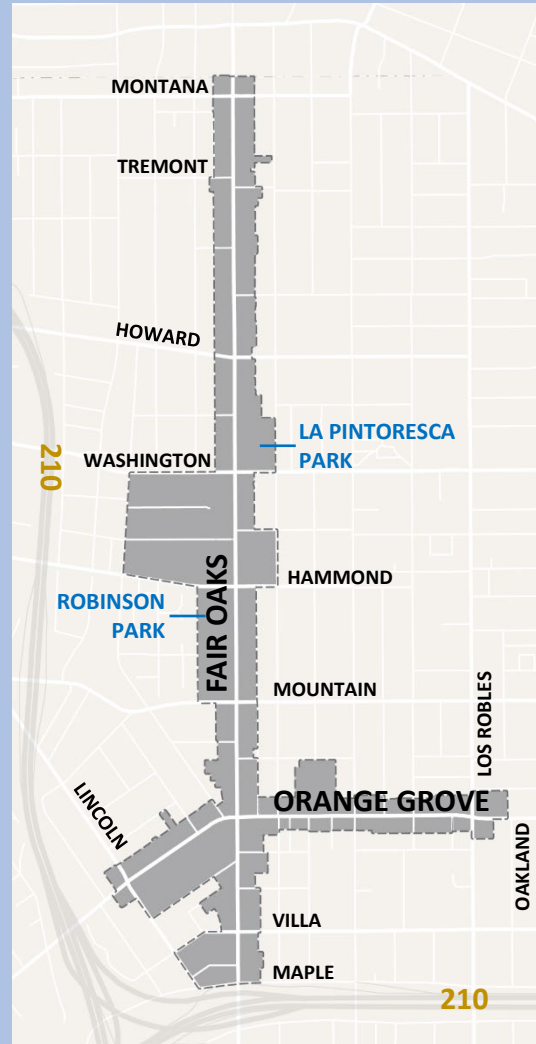 MONTANA
TREMONT
HOWARD
LA PINTORESCA
PARK
WASHINGTON
210
FAIR OAKS
HAMMOND
ROBINSON
PARK
MOUNTAIN
LOS ROBLES
LINCOLN
ORANGE GROVE
OAKLAND
VILLA
MAPLE
210